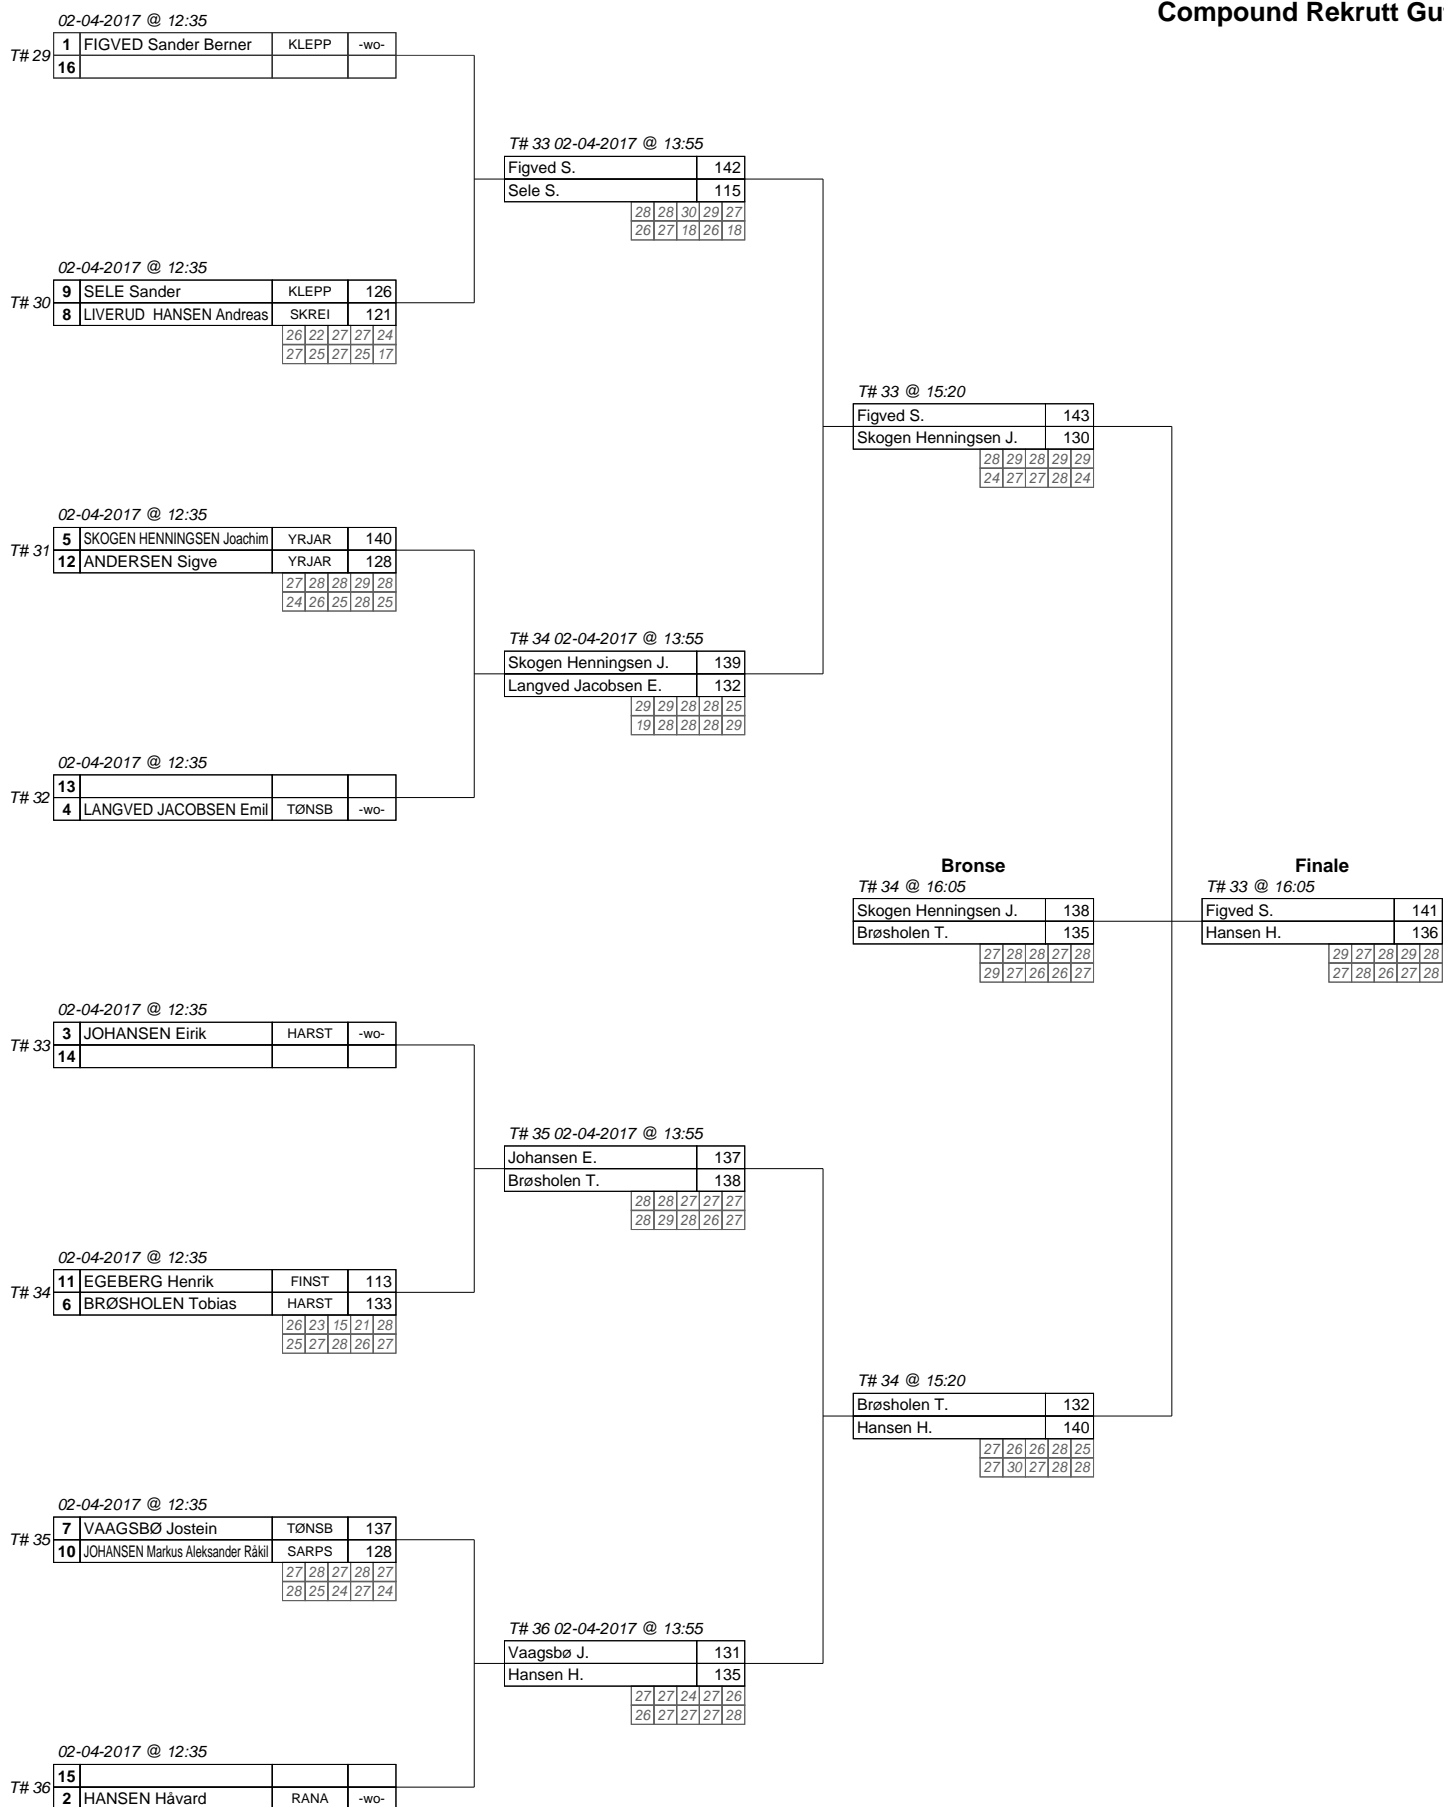 Compound Rekrutt Gu
02-04-2017 @ 12:35
T# 29
1 FIGVED Sander Berner KLEPP -wo-
16
T# 33 02-04-2017 @ 13:55
Figved S. 142
Sele S. 115
28 28 30 29 27
26 27 18 26 18
02-04-2017 @ 12:35
T# 30
9 SELE Sander KLEPP 126
8 LIVERUD HANSEN Andreas SKREI 121
26 22 27 27 24
27 25 27 25 17
T# 33 @ 15:20
Figved S. 143
Skogen Henningsen J. 130
28 29 28 29 29
24 27 27 28 24
02-04-2017 @ 12:35
T# 31
5 SKOGEN HENNINGSEN Joachim YRJAR 140
12 ANDERSEN Sigve YRJAR 128
27 28 28 29 28
24 26 25 28 25
T# 34 02-04-2017 @ 13:55
Skogen Henningsen J. 139
Langved Jacobsen E. 132
29 29 28 28 25
19 28 28 28 29
02-04-2017 @ 12:35
T# 32
13
4 LANGVED JACOBSEN Emil TØNSB -wo-
Bronse
T# 34 @ 16:05
Skogen Henningsen J. 138
Brøsholen T. 135
27 28 28 27 28
29 27 26 26 27
Finale
T# 33 @ 16:05
Figved S. 141
Hansen H. 136
29 27 28 29 28
27 28 26 27 28
02-04-2017 @ 12:35
T# 33
3 JOHANSEN Eirik HARST -wo-
14
T# 35 02-04-2017 @ 13:55
Johansen E. 137
Brøsholen T. 138
28 28 27 27 27
28 29 28 26 27
02-04-2017 @ 12:35
T# 34
11 EGEBERG Henrik FINST 113
6 BRØSHOLEN Tobias HARST 133
26 23 15 21 28
25 27 28 26 27
T# 34 @ 15:20
Brøsholen T. 132
Hansen H. 140
27 26 26 28 25
27 30 27 28 28
02-04-2017 @ 12:35
T# 35
7 VAAGSBØ Jostein TØNSB 137
10 JOHANSEN Markus Aleksander Råkil SARPS 128
27 28 27 28 27
28 25 24 27 24
T# 36 02-04-2017 @ 13:55
Vaagsbø J. 131
Hansen H. 135
27 27 24 27 26
26 27 27 27 28
02-04-2017 @ 12:35
T# 36
15
2 HANSEN Håvard RANA -wo-